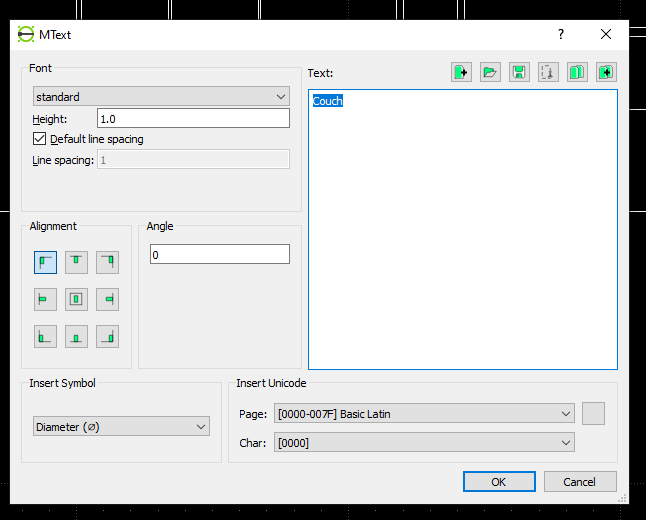 MText
?
Font
standard
Height: 1.0
Default line spacing
Line spacing: 1
Text:
Couch
Alignment
Angle
0
Insert Symbol
Diameter (∅)
Insert Unicode
Page: [0000-007F] Basic Latin
Char: [0000]
OK
Cancel